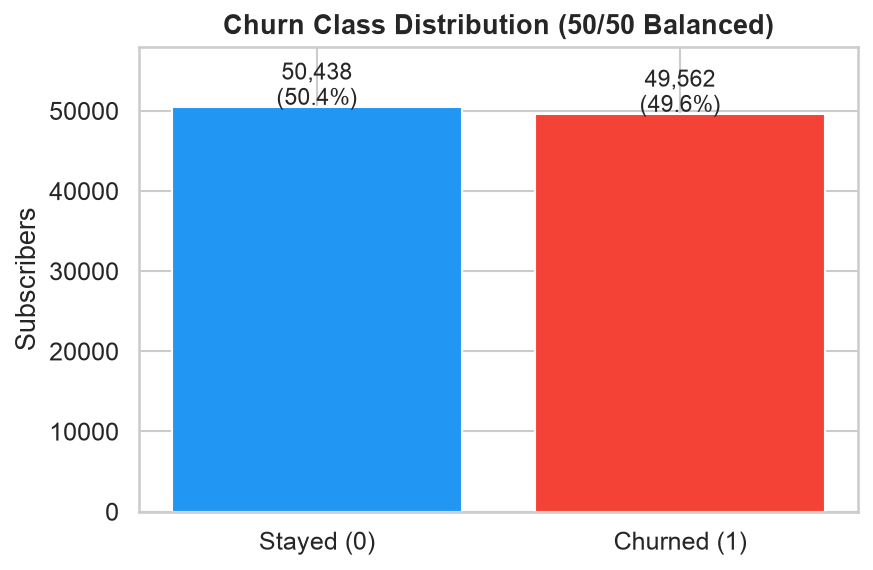 Churn Class Distribution (50/50 Balanced)
50,438
(50.4%)
49,562
(49.6%)
50000
40000
30000
20000
10000
0
Subscribers
Stayed (0)
Churned (1)